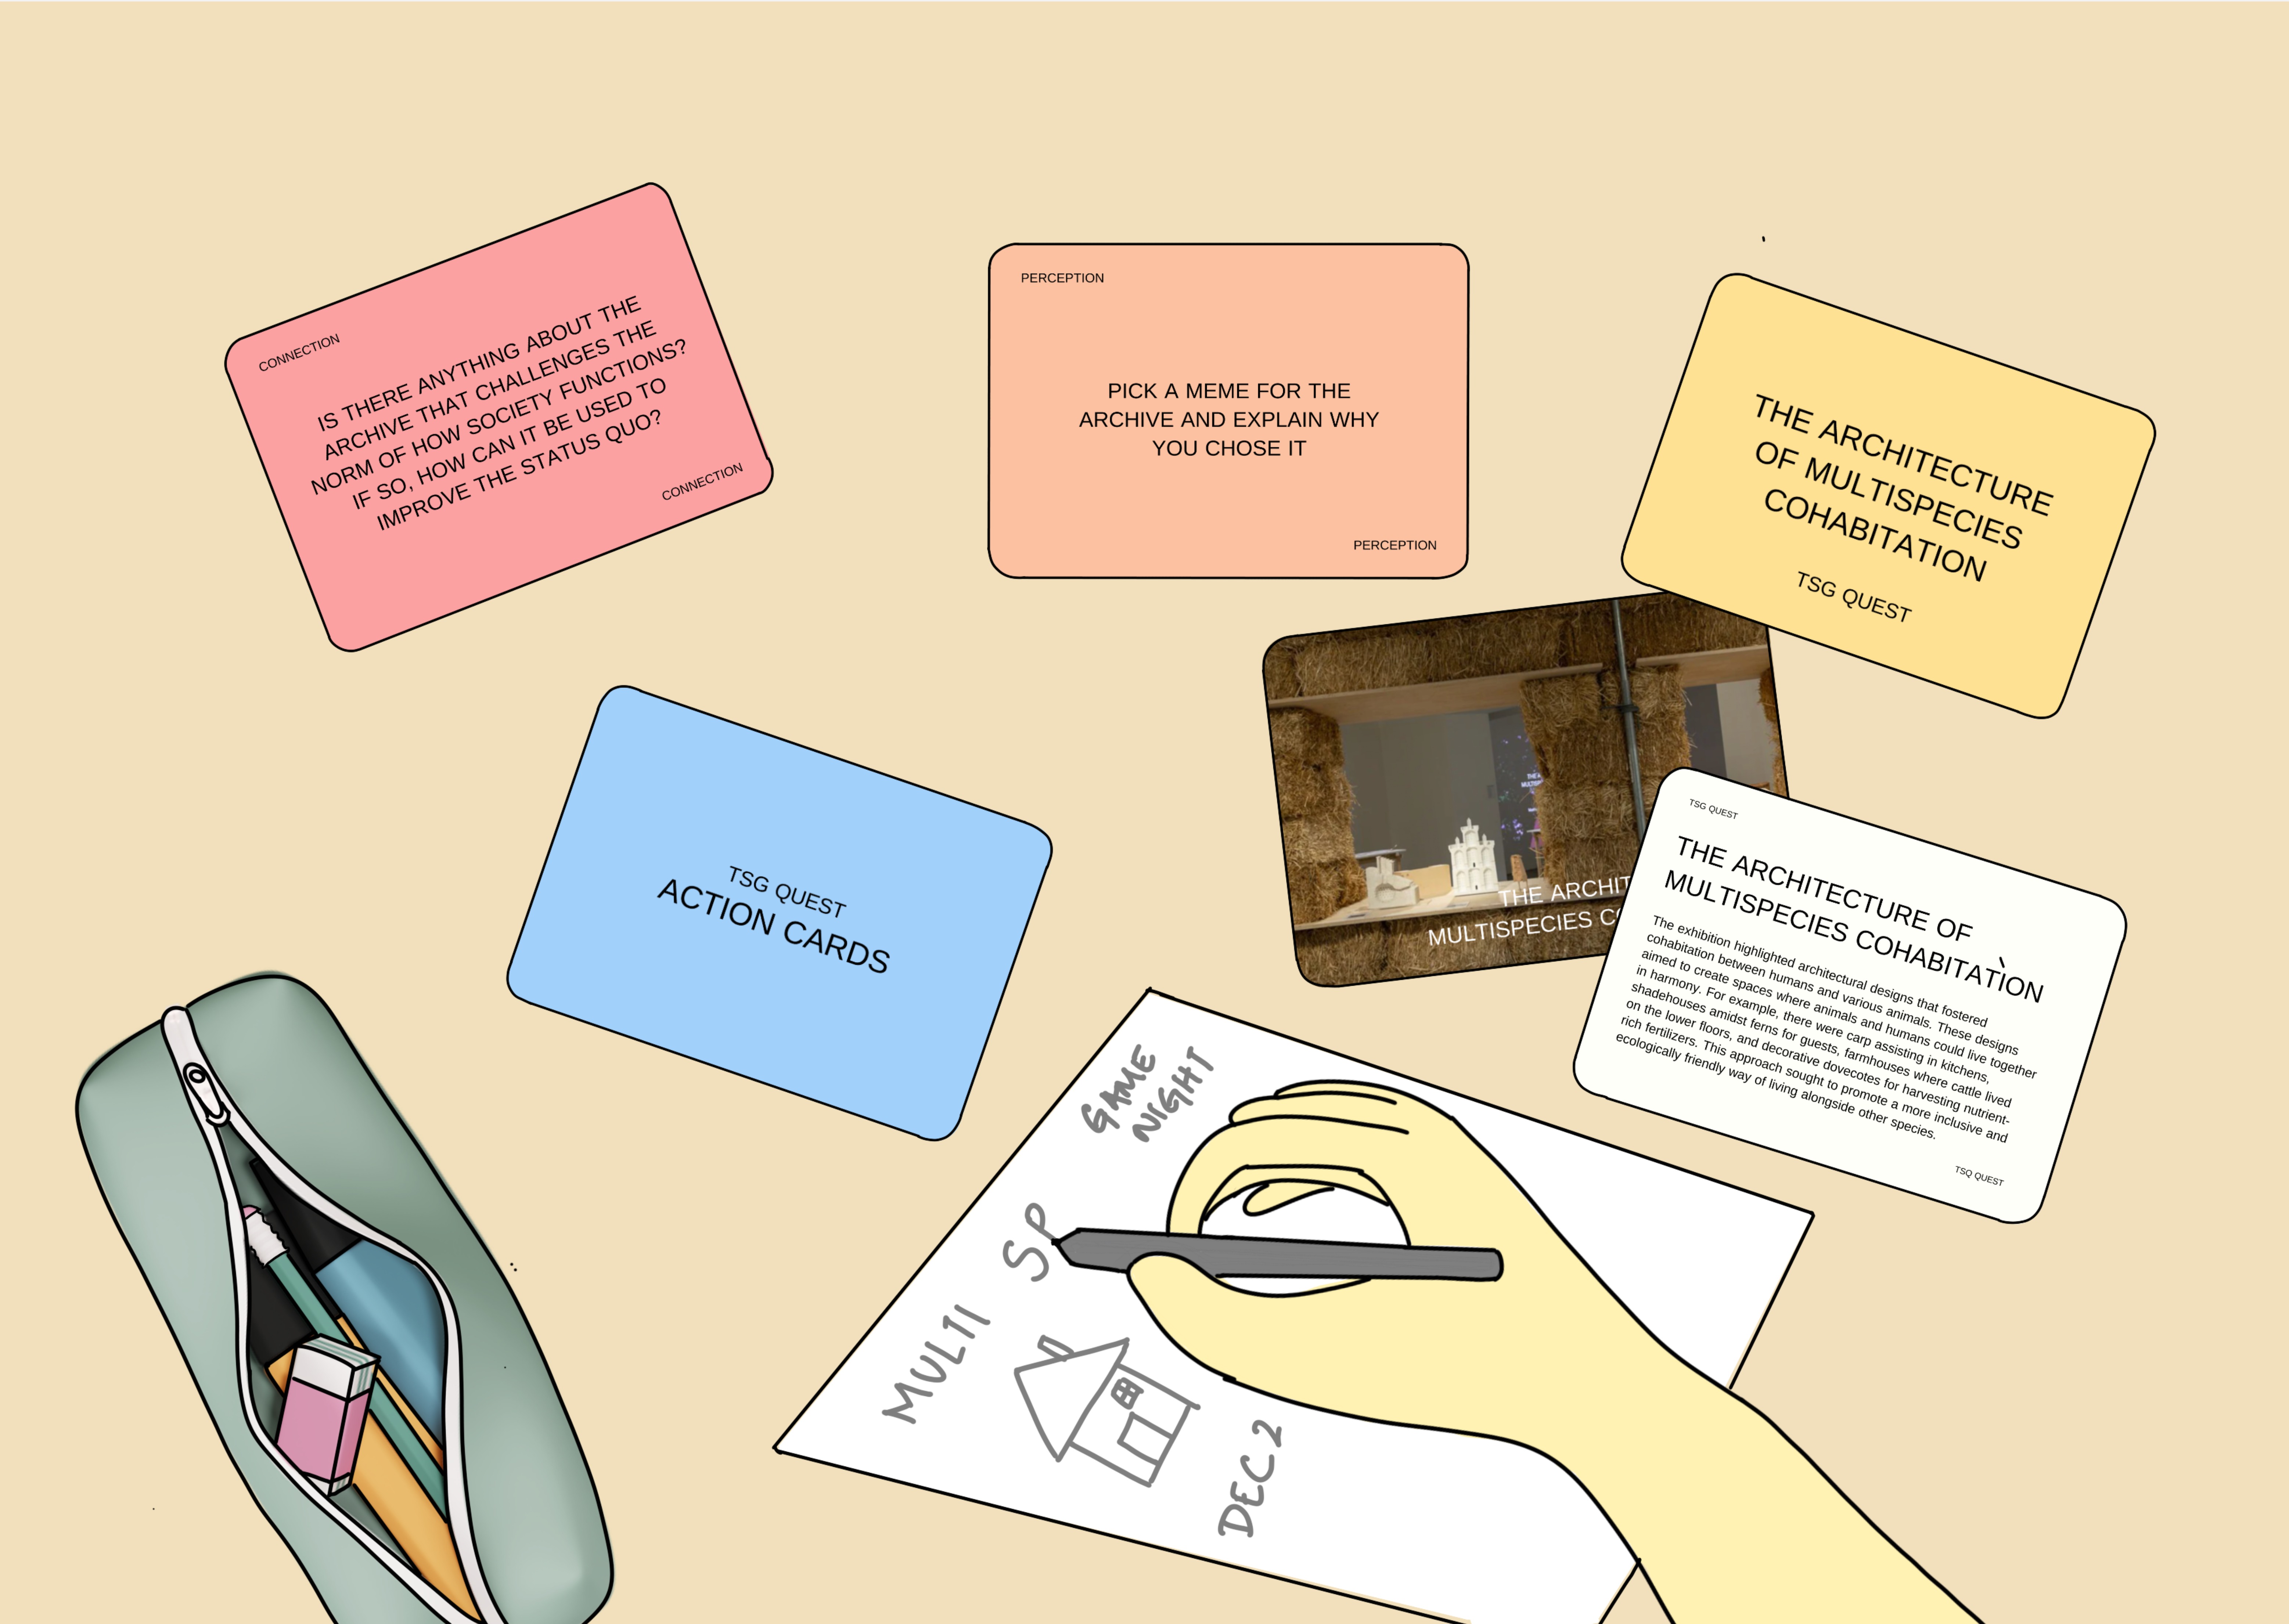 CONNECTION
IS THERE ANYTHING ABOUT THE
ARCHIVE THAT CHALLENGES THE
NORM OF HOW SOCIETY FUNCTIONS?
IF SO, HOW CAN IT BE USED TO
IMPROVE THE STATUS QUO?
CONNECTION
PERCEPTION
PICK A MEME FOR THE
ARCHIVE AND EXPLAIN WHY
YOU CHOSE IT
PERCEPTION
THE ARCHITECTURE
OF MULTISPECIES
COHABITATION
TSG QUEST
TSG QUEST
ACTION CARDS
THE ARCHIT
MULTISPECIES CO
TSG QUEST
THE ARCHITECTURE OF
MULTISPECIES COHABITATION
The exhibition highlighted architectural designs that fostered
cohabitation between humans and various animals. These designs
aimed to create spaces where animals and humans could live together
in harmony. For example, there were carp assisting in kitchens,
shadehouses amidst ferns for guests, farmhouses where cattle lived
on the lower floors, and decorative dovecotes for harvesting nutrient-
rich fertilizers. This approach sought to promote a more inclusive and
ecologically friendly way of living alongside other species.
TSQ QUEST
GAME
NIGHT
MULTI SP
DEC 2